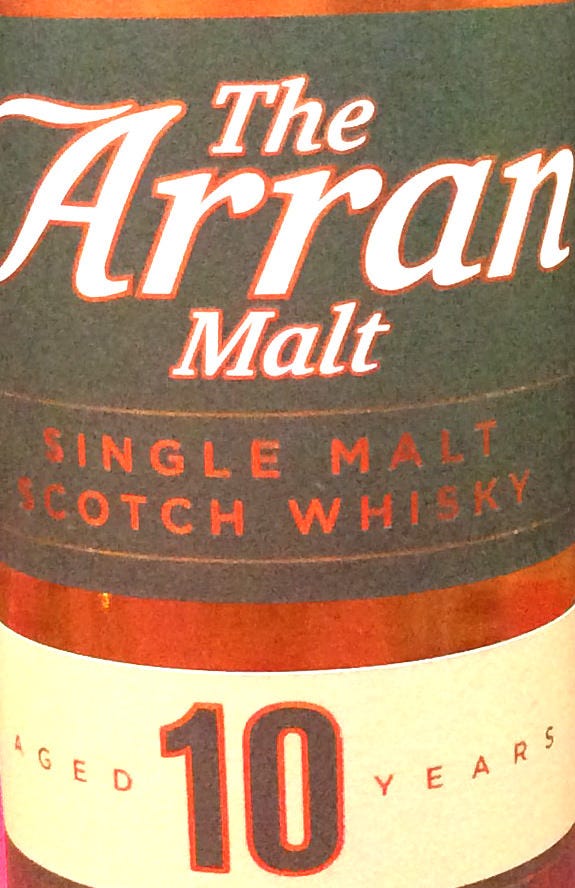 The
Arran
Malt
SINGLE MALT
SCOTCH WHISKY
AGED 10 YEARS